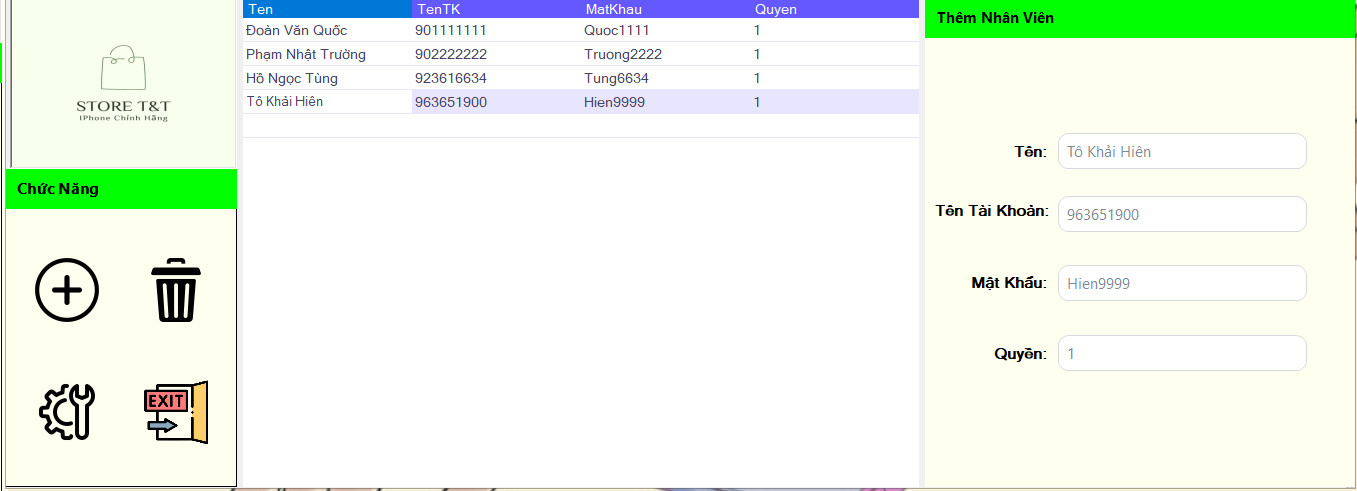 STORE T&T
IPhone Chính Hãng
Chức Năng
EXIT
Ten TenTK MatKhau Quyen
Đoàn Văn Quốc 901111111 Quoc1111 1
Phạm Nhật Trường 902222222 Truong2222 1
Hồ Ngọc Tùng 923616634 Tung6634 1
Tô Khải Hiên 963651900 Hien9999 1
Thêm Nhân Viên
Tên: Tô Khải Hiên
Tên Tài Khoản: 963651900
Mật Khẩu: Hien9999
Quyền: 1